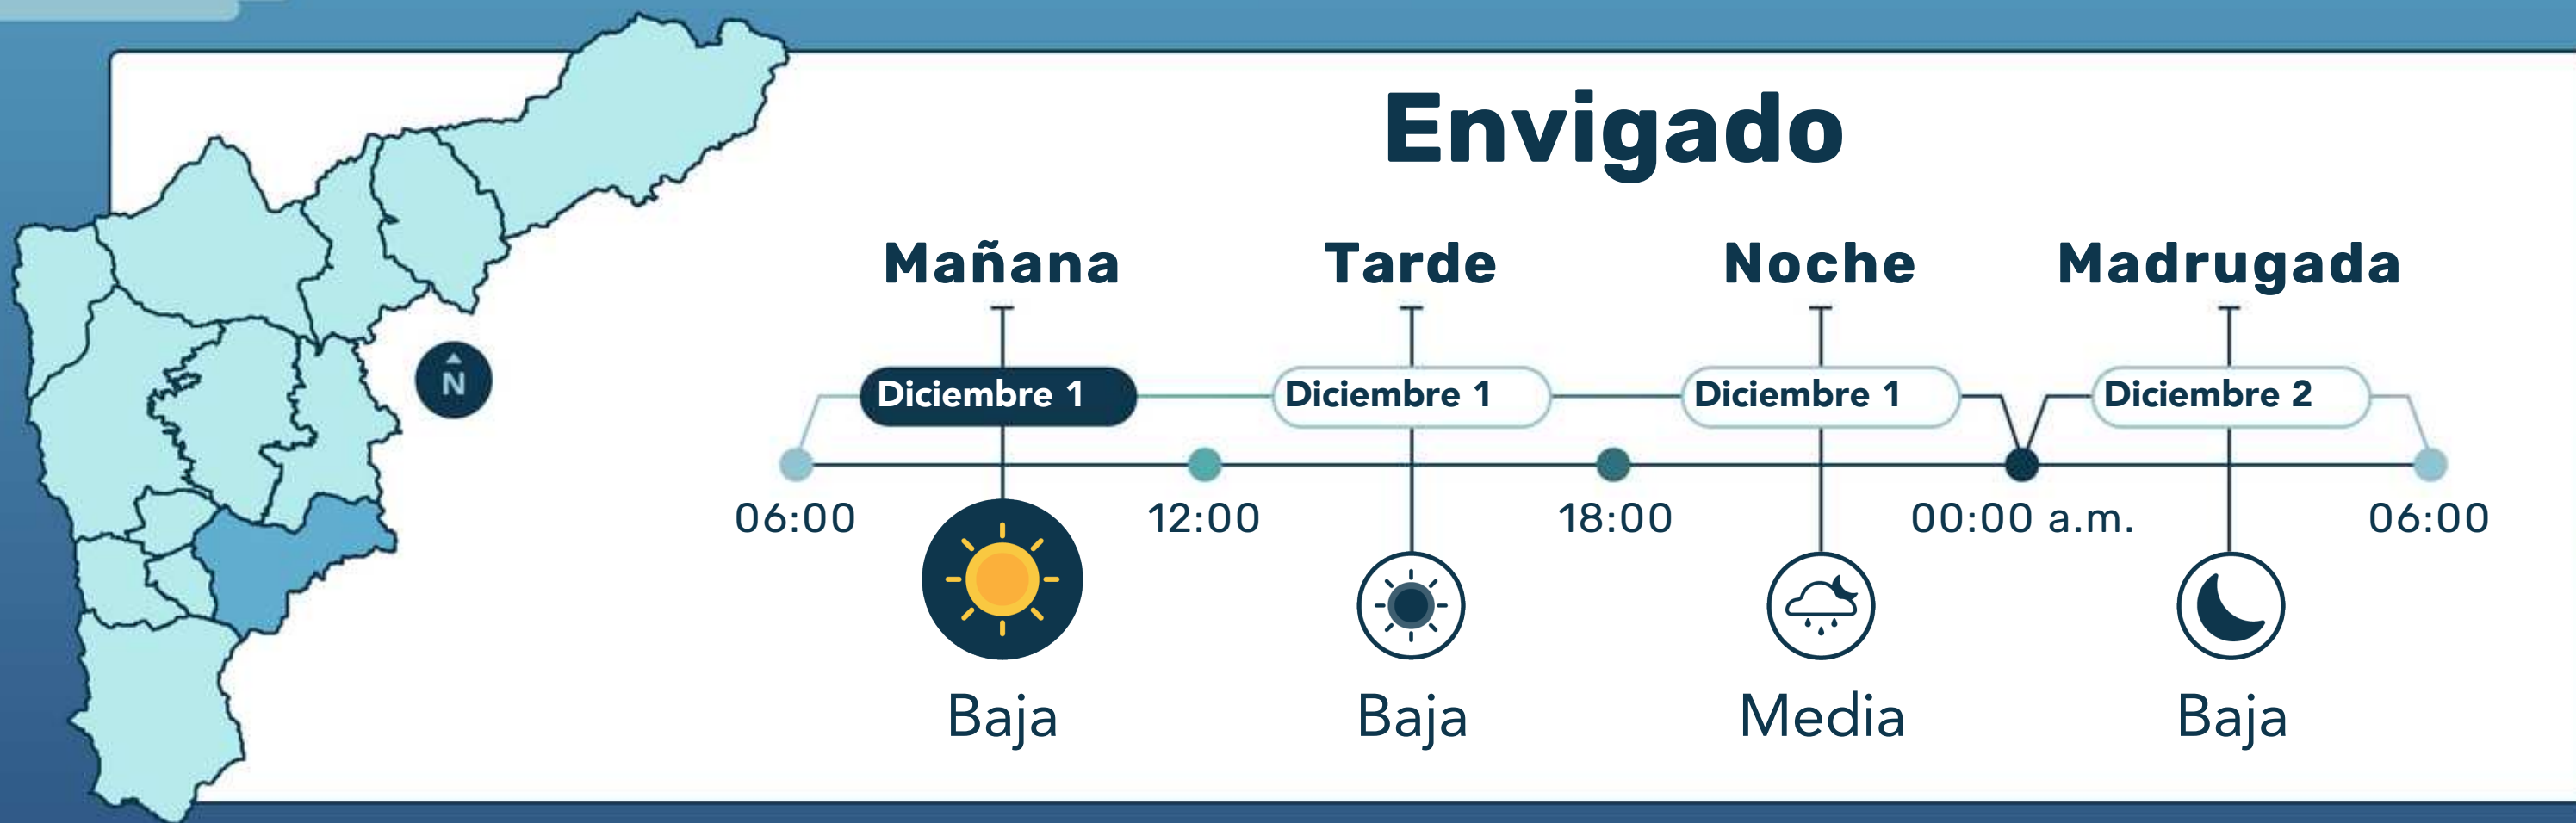 Envigado
Mañana Tarde Noche Madrugada
N
Diciembre 1 Diciembre 1 Diciembre 1 Diciembre 2
06:00 12:00 18:00 00:00 a.m. 06:00
Baja Baja Media Baja